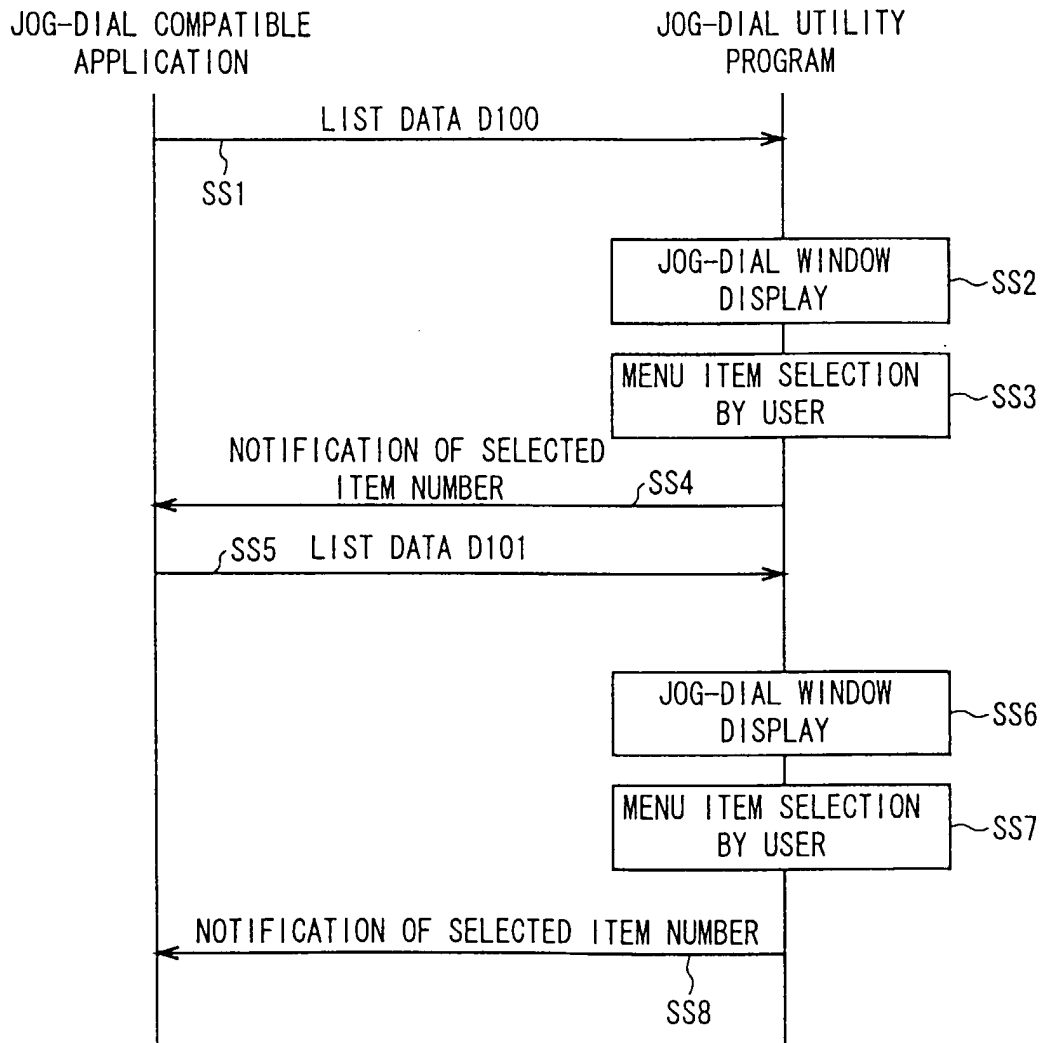 JOG-DIAL COMPATIBLE
APPLICATION
JOG-DIAL UTILITY
PROGRAM
LIST DATA D100
SS1
JOG-DIAL WINDOW
DISPLAY
SS2
MENU ITEM SELECTION
BY USER
SS3
NOTIFICATION OF SELECTED
ITEM NUMBER
SS4
SS5
LIST DATA D101
JOG-DIAL WINDOW
DISPLAY
SS6
MENU ITEM SELECTION
BY USER
SS7
NOTIFICATION OF SELECTED ITEM NUMBER
SS8